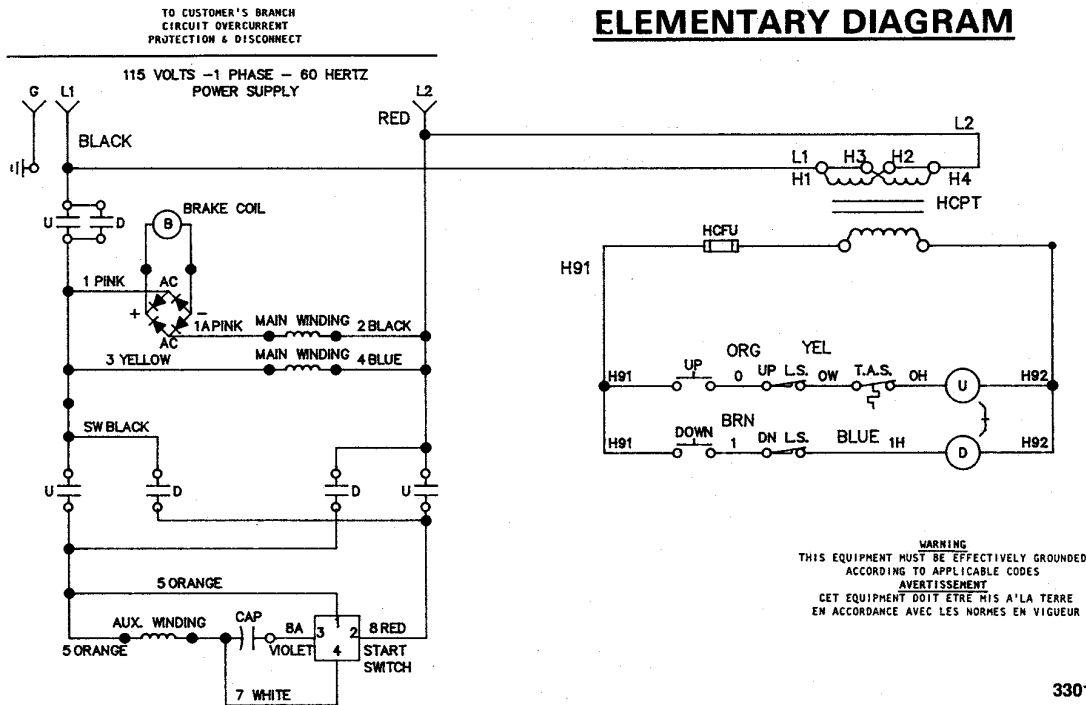 TO CUSTOMER'S BRANCH
CIRCUIT OVERCURRENT
PROTECTION & DISCONNECT
ELEMENTARY DIAGRAM
115 VOLTS -1 PHASE - 60 HERTZ
POWER SUPPLY
G L1 L2
RED
BLACK
L2
L1 H3 H2
H1 H4
HCPT
BRAKE COIL
U D B
HCFU
H91
1 PINK AC
+ -
1A PINK MAIN WINDING 2 BLACK
AC
3 YELLOW MAIN WINDING 4 BLUE
ORG YEL
H91 UP 0 UP L.S. OW T.A.S. OH U H92
SW BLACK
BRN BLUE
H91 DOWN 1 DN L.S. 1H D H92
U D D U
WARNING
THIS EQUIPMENT MUST BE EFFECTIVELY GROUNDED
ACCORDING TO APPLICABLE CODES
AVERTISSEMENT
CET EQUIPMENT DOIT ETRE MIS A'LA TERRE
EN ACCORDANCE AVEC LES NORMES EN VIGUEUR
5 ORANGE
AUX. WINDING CAP 8A 3 1 2 8 RED
5 ORANGE VIOLET 4 START
SWITCH
7 WHITE
3301